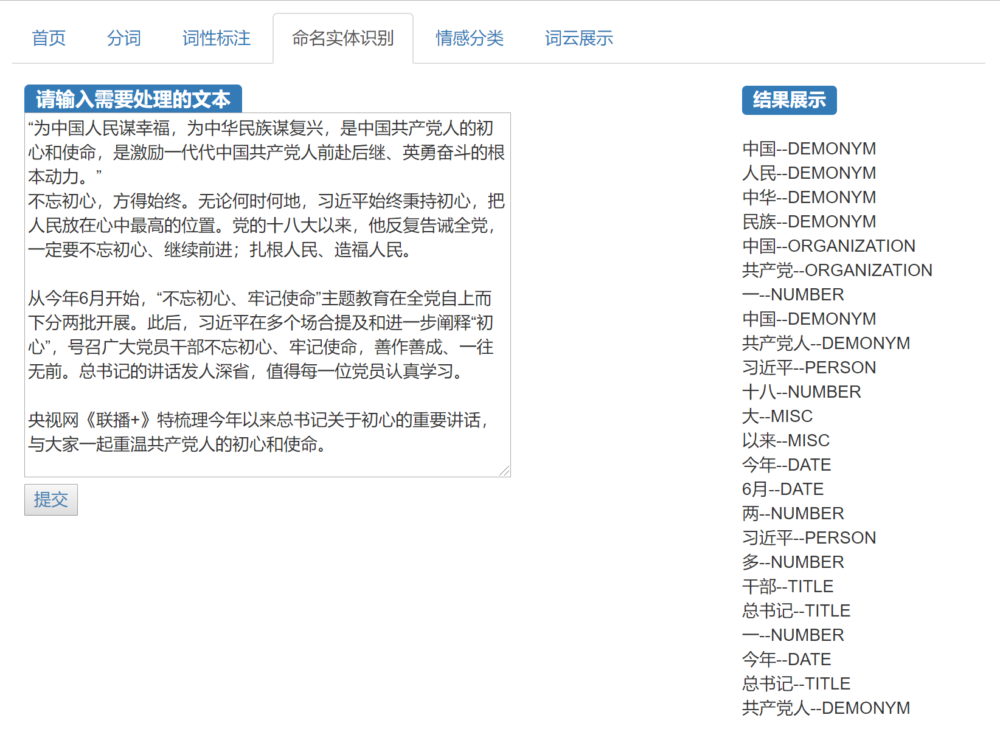 首页 分词 词性标注 命名实体识别 情感分类 词云展示
请输入需要处理的文本
“为中国人民谋幸福，为中华民族谋复兴，是中国共产党人的初
心和使命，是激励一代代中国共产党人前赴后继、英勇奋斗的根
本动力。”
不忘初心，方得始终。无论何时何地，习近平始终秉持初心，把
人民放在心中最高的位置。党的十八大以来，他反复告诫全党，
一定要不忘初心、继续前进；扎根人民、造福人民。
从今年6月开始，“不忘初心、牢记使命”主题教育在全党自上而
下分两批开展。此后，习近平在多个场合提及和进一步阐释“初
心”，号召广大党员干部不忘初心、牢记使命，善作善成、一往
无前。总书记的讲话发人深省，值得每一位党员认真学习。
央视网《联播+》特梳理今年以来总书记关于初心的重要讲话，
与大家一起重温共产党人的初心和使命。
提交
结果展示
中国--DEMONYM
人民--DEMONYM
中华--DEMONYM
民族--DEMONYM
中国--ORGANIZATION
共产党--ORGANIZATION
一--NUMBER
中国--DEMONYM
共产党人--DEMONYM
习近平--PERSON
十八--NUMBER
大--MISC
以来--MISC
今年--DATE
6月--DATE
两--NUMBER
习近平--PERSON
多--NUMBER
干部--TITLE
总书记--TITLE
一--NUMBER
今年--DATE
总书记--TITLE
共产党人--DEMONYM